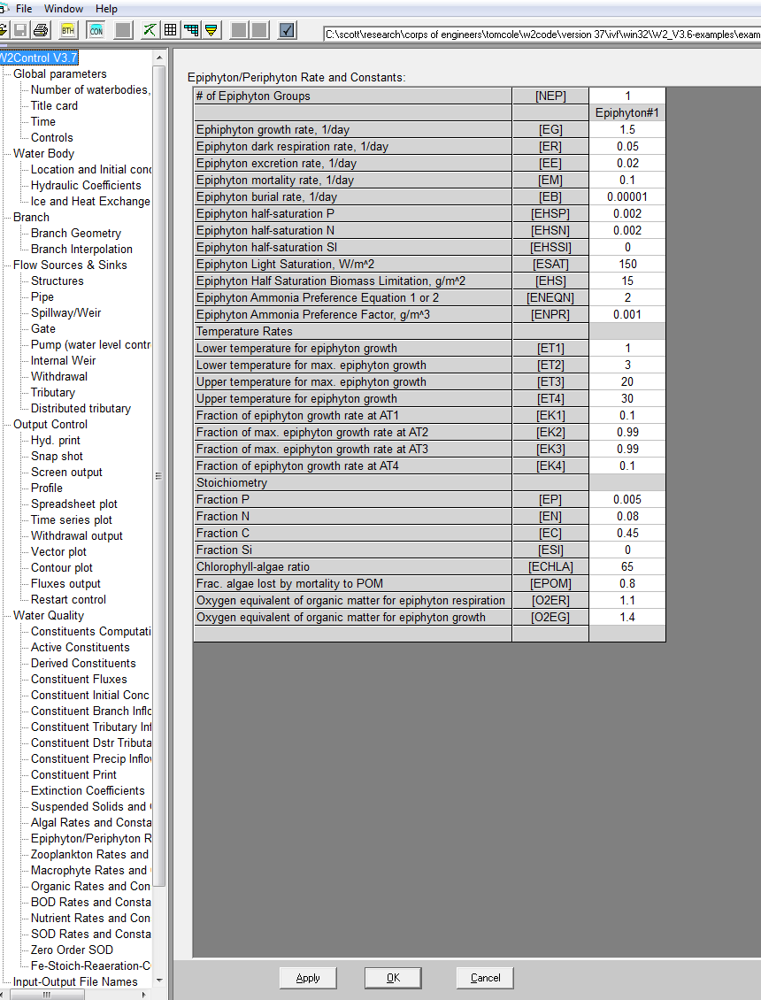 File Window Help
BTH CON
C:\scott\research\corps of engineers\tomcole\w2code\version 37\ivf\win32\W2_V3.6-examples\exam
W2Control V3.7
Global parameters
Number of waterbodies,
Title card
Time
Controls
Water Body
Location and Initial cond
Hydraulic Coefficients
Ice and Heat Exchange
Branch
Branch Geometry
Branch Interpolation
Flow Sources & Sinks
Structures
Pipe
Spillway/Weir
Gate
Pump (water level contr
Internal Weir
Withdrawal
Tributary
Distributed tributary
Output Control
Hyd. print
Snap shot
Screen output
Profile
Spreadsheet plot
Time series plot
Withdrawal output
Vector plot
Contour plot
Fluxes output
Restart control
Water Quality
Constituents Computati
Active Constituents
Derived Constituents
Constituent Fluxes
Constituent Initial Conc
Constituent Branch Inflo
Constituent Tributary Inf
Constituent Dstr Tributa
Constituent Precip Inflo
Constituent Print
Extinction Coefficients
Suspended Solids and
Algal Rates and Consta
Epiphyton/Periphyton R
Zooplankton Rates and
Macrophyte Rates and
Organic Rates and Con
BOD Rates and Consta
Nutrient Rates and Con
SOD Rates and Consta
Zero Order SOD
Fe-Stoich-Reaeration-C
Input-Output File Names
Epiphyton/Periphyton Rate and Constants:
# of Epiphyton Groups [NEP] 1
Epiphyton#1
Ephiphyton growth rate, 1/day [EG] 1.5
Epiphyton dark respiration rate, 1/day [ER] 0.05
Epiphyton excretion rate, 1/day [EE] 0.02
Epiphyton mortality rate, 1/day [EM] 0.1
Epiphyton burial rate, 1/day [EB] 0.00001
Epiphyton half-saturation P [EHSP] 0.002
Epiphyton half-saturation N [EHSN] 0.002
Epiphyton half-saturation SI [EHSSI] 0
Epiphyton Light Saturation, W/m^2 [ESAT] 150
Epiphyton Half Saturation Biomass Limitation, g/m^2 [EHS] 15
Epiphyton Ammonia Preference Equation 1 or 2 [ENEQN] 2
Epiphyton Ammonia Preference Factor, g/m^3 [ENPR] 0.001
Temperature Rates
Lower temperature for epiphyton growth [ET1] 1
Lower temperature for max. epiphyton growth [ET2] 3
Upper temperature for max. epiphyton growth [ET3] 20
Upper temperature for epiphyton growth [ET4] 30
Fraction of epiphyton growth rate at AT1 [EK1] 0.1
Fraction of max. epiphyton growth rate at AT2 [EK2] 0.99
Fraction of max. epiphyton growth rate at AT3 [EK3] 0.99
Fraction of epiphyton growth rate at AT4 [EK4] 0.1
Stoichiometry
Fraction P [EP] 0.005
Fraction N [EN] 0.08
Fraction C [EC] 0.45
Fraction Si [ESI] 0
Chlorophyll-algae ratio [ECHLA] 65
Frac. algae lost by mortality to POM [EPOM] 0.8
Oxygen equivalent of organic matter for epiphyton respiration [O2ER] 1.1
Oxygen equivalent of organic matter for epiphyton growth [O2EG] 1.4
Apply OK Cancel